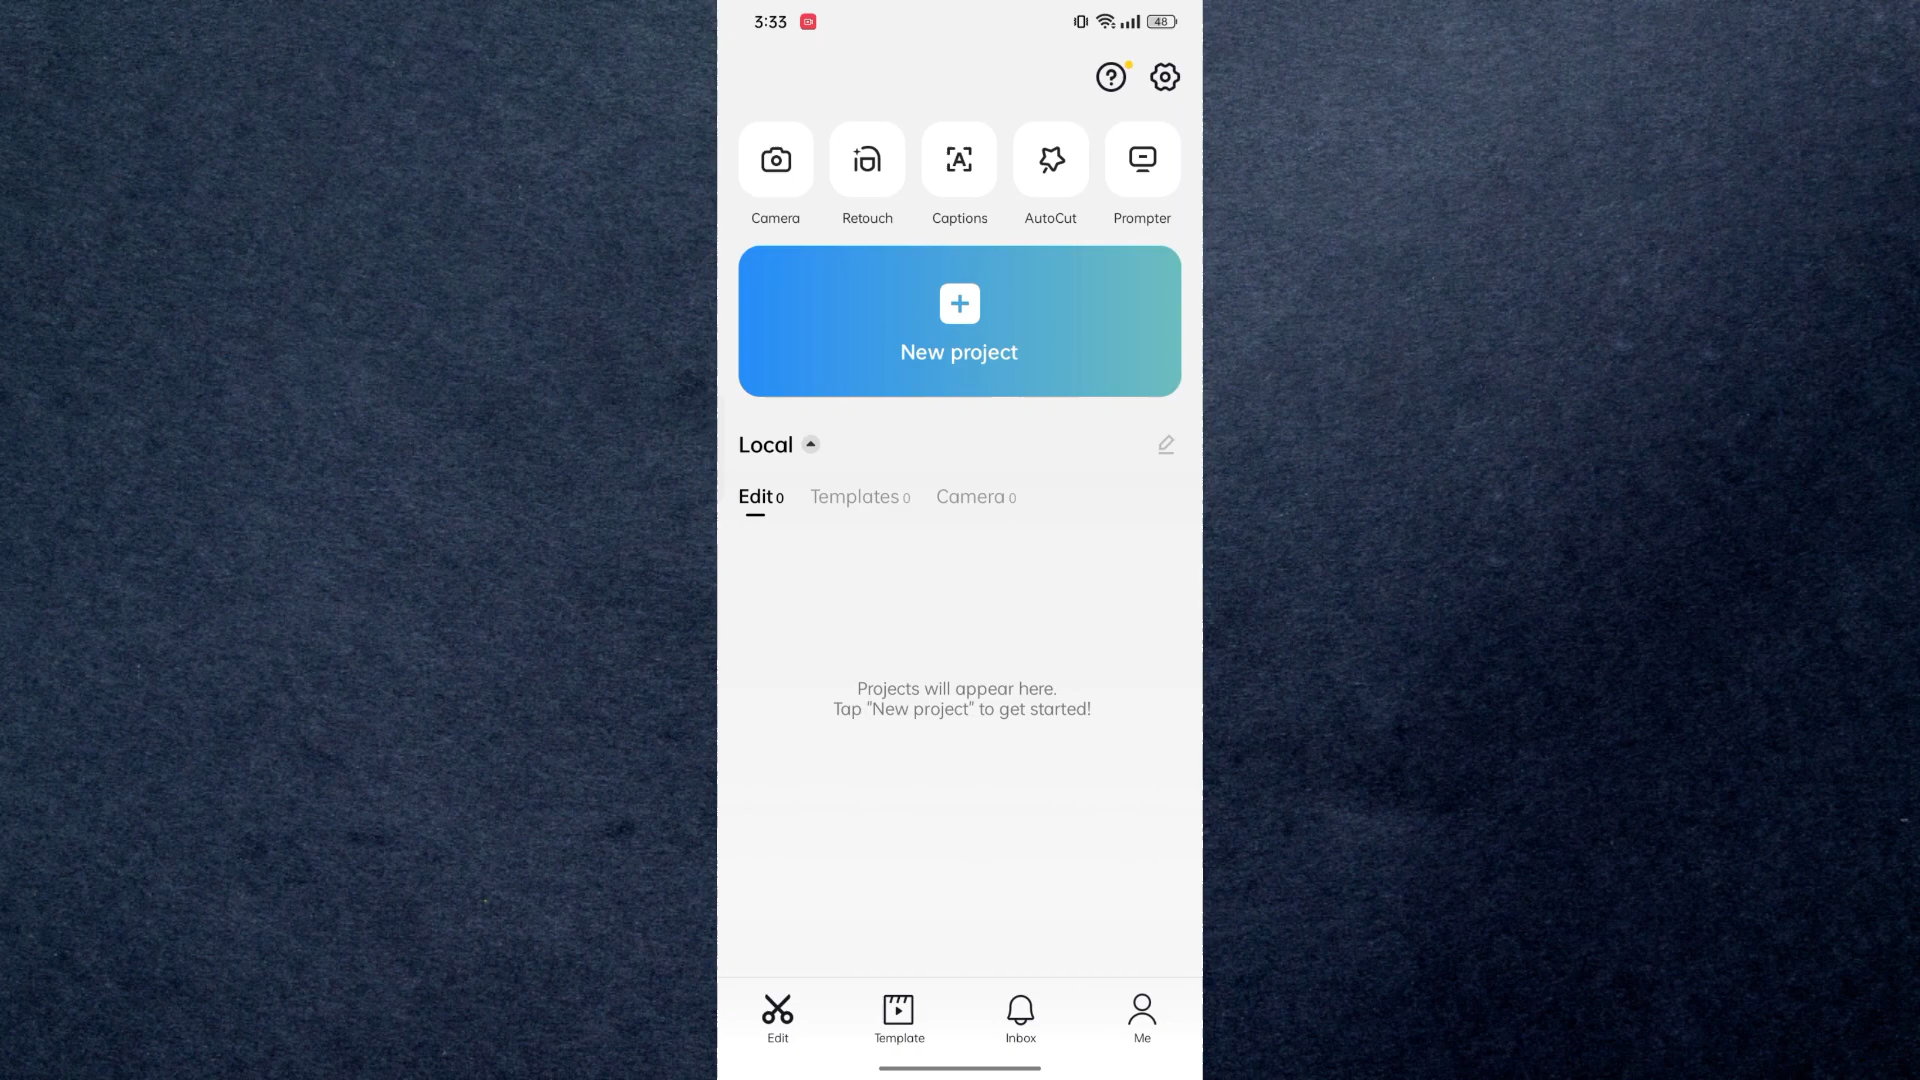 3:33
48
Camera
Retouch
Captions
AutoCut
Prompter
New project
Local
Edit 0
Templates 0
Camera 0
Projects will appear here.
Tap "New project" to get started!
Edit
Template
Inbox
Me